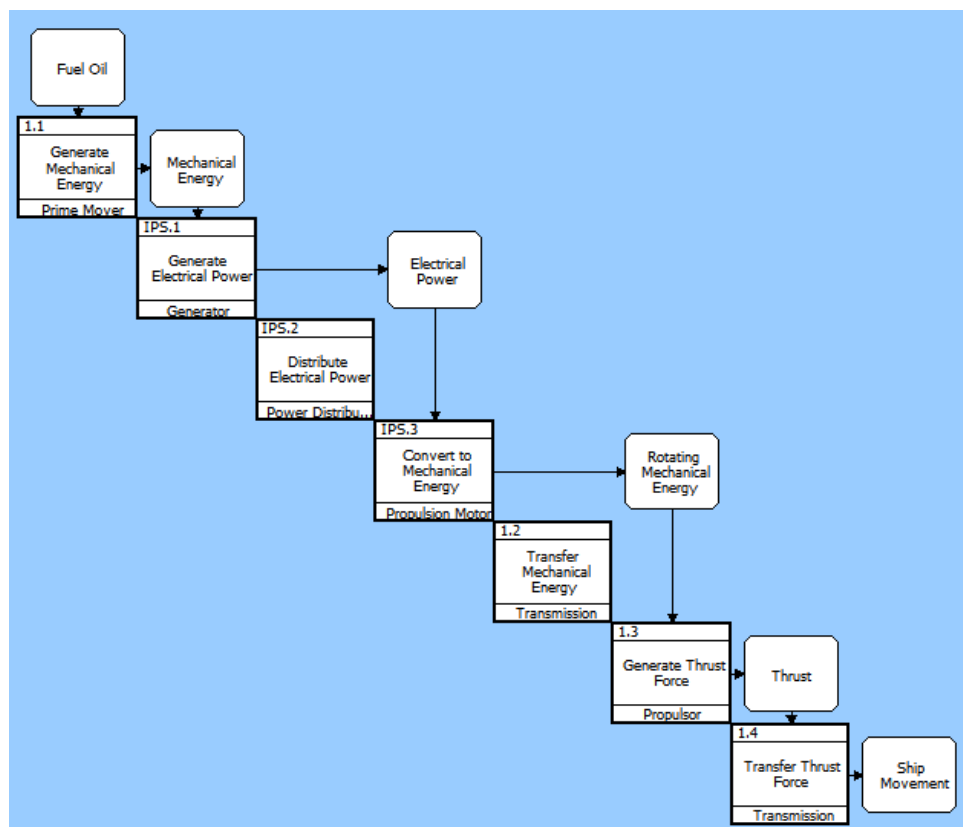 Fuel Oil
1.1
Generate
Mechanical
Energy
Prime Mover
Mechanical
Energy
IPS.1
Generate
Electrical Power
Generator
Electrical
Power
IPS.2
Distribute
Electrical Power
Power Distribu...
IPS.3
Convert to
Mechanical
Energy
Propulsion Motor
Rotating
Mechanical
Energy
1.2
Transfer
Mechanical
Energy
Transmission
1.3
Generate Thrust
Force
Propulsor
Thrust
1.4
Transfer Thrust
Force
Transmission
Ship
Movement